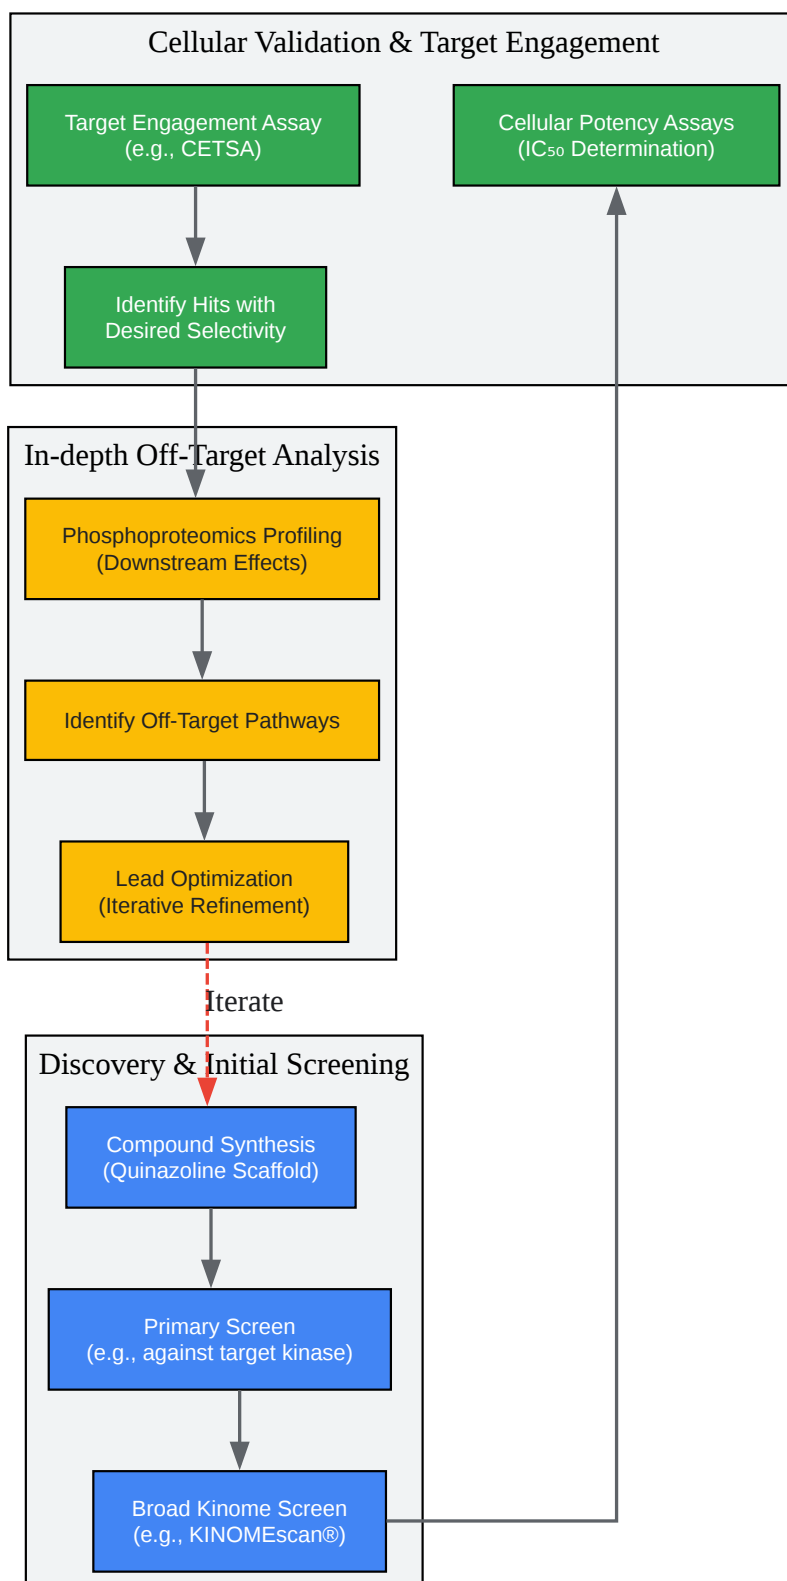 Cellular Validation & Target Engagement
Target Engagement Assay
(e.g., CETSA)
Cellular Potency Assays
(IC₅₀ Determination)
Identify Hits with
Desired Selectivity
In-depth Off-Target Analysis
Phosphoproteomics Profiling
(Downstream Effects)
Identify Off-Target Pathways
Lead Optimization
(Iterative Refinement)
Iterate
Discovery & Initial Screening
Compound Synthesis
(Quinazoline Scaffold)
Primary Screen
(e.g., against target kinase)
Broad Kinome Screen
(e.g., KINOMEscan®)